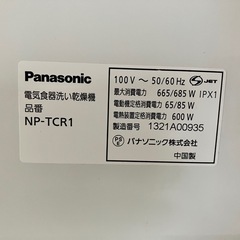 Panasonic
電気食器洗い乾燥機
品番
NP-TCR1
100 V ~ 50/60 Hz
JET
最大消費電力 665/685 W IPX1
電動機定格消費電力 65/85 W
電熱装置定格消費電力 600 W
製造番号 1321A00935
PS E
パナソニック株式会社
中国製